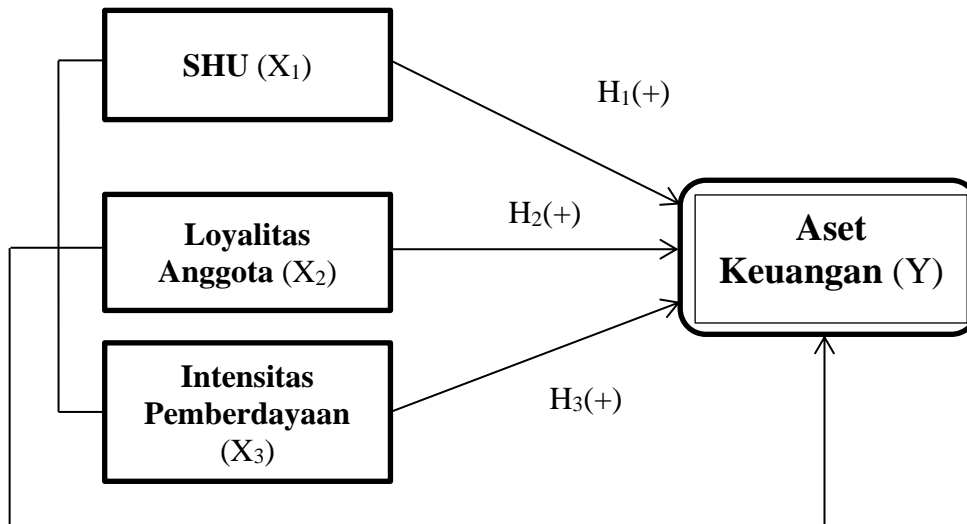 SHU (X₁)
H₁(+)
Loyalitas
Anggota (X₂)
H₂(+)
Aset
Keuangan (Y)
Intensitas
Pemberdayaan
(X₃)
H₃(+)